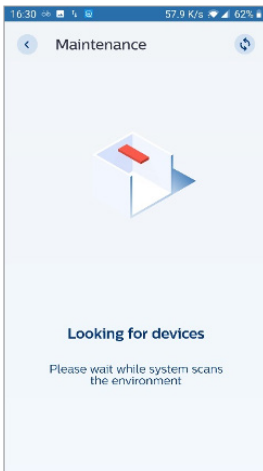 16:30 57.9 K/s 62%
Maintenance
Looking for devices
Please wait while system scans
the environment